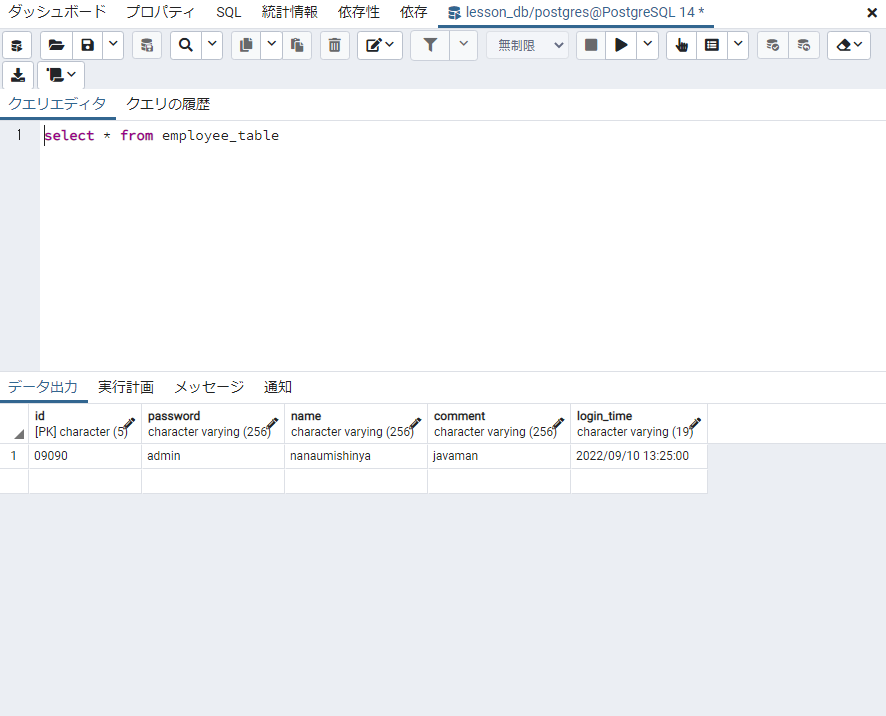 ダッシュボード プロパティ SQL 統計情報 依存性 依存 lesson_db/postgres@PostgreSQL 14 *
無制限
クエリエディタ クエリの履歴
1 select * from employee_table
データ出力 実行計画 メッセージ 通知
id password name comment login_time
[PK] character (5) character varying (256) character varying (256) character varying (256) character varying (19)
1 09090 admin nanaumishinya javaman 2022/09/10 13:25:00